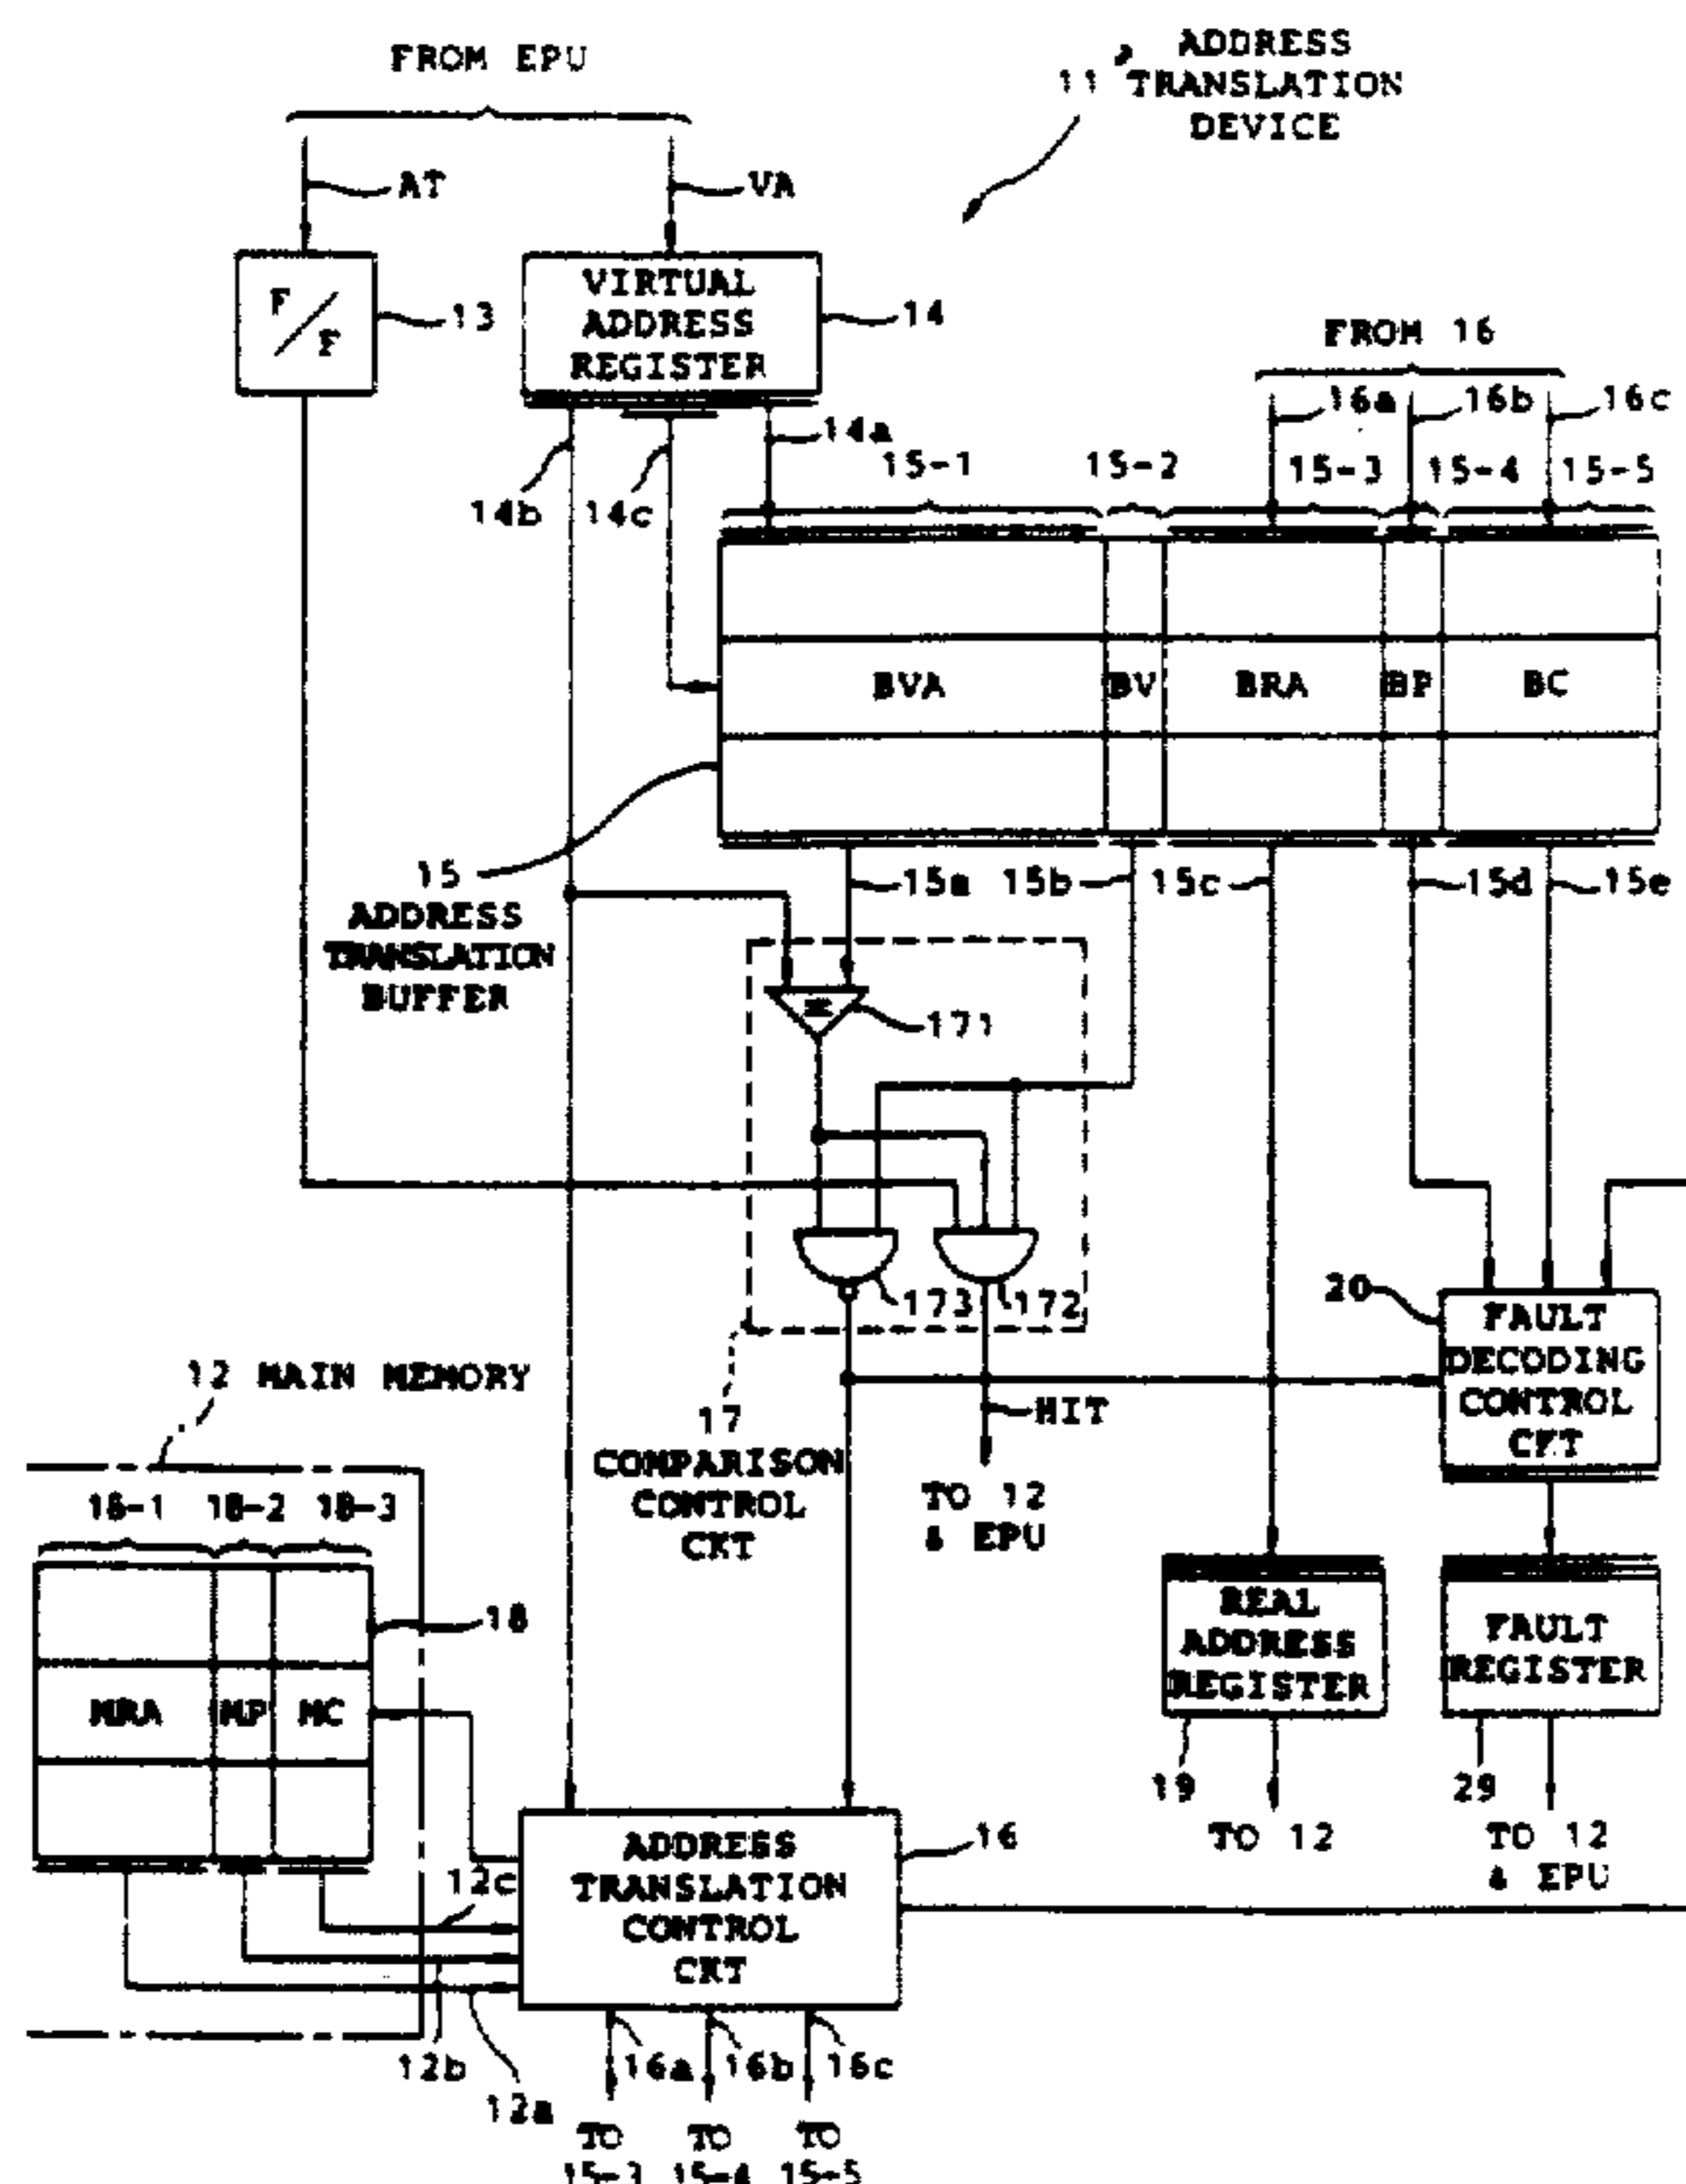 FROM EPU
11 ADDRESS
TRANSLATION
DEVICE
AT
VA
F/F
13
VIRTUAL
ADDRESS
REGISTER
14
FROM 16
16a
16b
16c
14a
14b
14c
15-1
15-2
15-3
15-4
15-5
BVA
BV
BRA
BP
BC
15
ADDRESS
TRANSLATION
BUFFER
15a
15b
15c
15d
15e
171
173
172
20
FAULT
DECODING
CONTROL
CKT
12 MAIN MEMORY
17
COMPARISON
CONTROL
CKT
HIT
TO 12
& EPU
18-1
18-2
18-3
18
MRA
MP
MC
REAL
ADDRESS
REGISTER
19
TO 12
FAULT
REGISTER
29
TO 12
& EPU
ADDRESS
TRANSLATION
CONTROL
CKT
16
12c
12b
12a
16a
16b
16c
TO
15-3
TO
15-4
TO
15-5